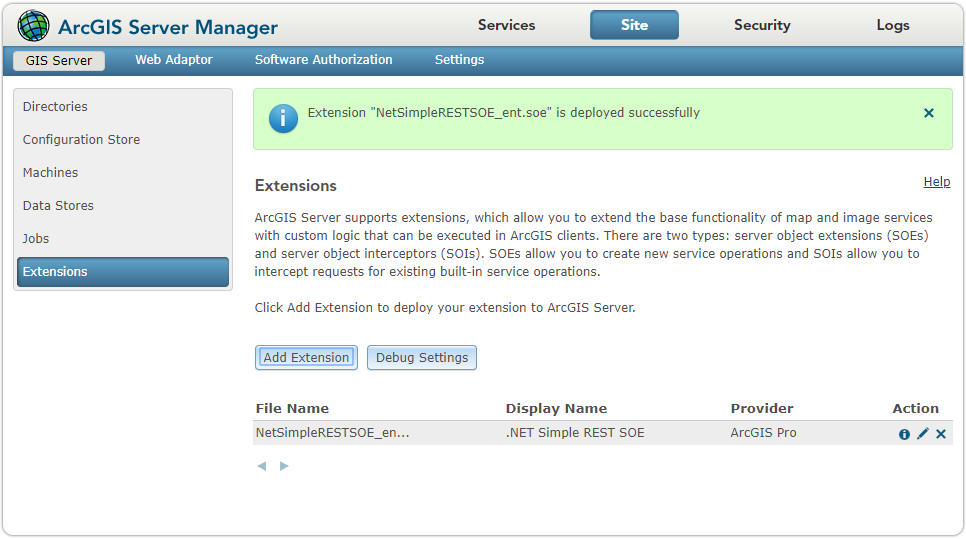 ArcGIS Server Manager
Services
Site
Security
Logs
GIS Server
Web Adaptor
Software Authorization
Settings
Directories
Configuration Store
Machines
Data Stores
Jobs
Extensions
Extension "NetSimpleRESTSOE_ent.soe" is deployed successfully
Extensions
Help
ArcGIS Server supports extensions, which allow you to extend the base functionality of map and image services
with custom logic that can be executed in ArcGIS clients. There are two types: server object extensions (SOEs)
and server object interceptors (SOIs). SOEs allow you to create new service operations and SOIs allow you to
intercept requests for existing built-in service operations.
Click Add Extension to deploy your extension to ArcGIS Server.
Add Extension
Debug Settings
File Name Display Name Provider Action
NetSimpleRESTSOE_en... .NET Simple REST SOE ArcGIS Pro